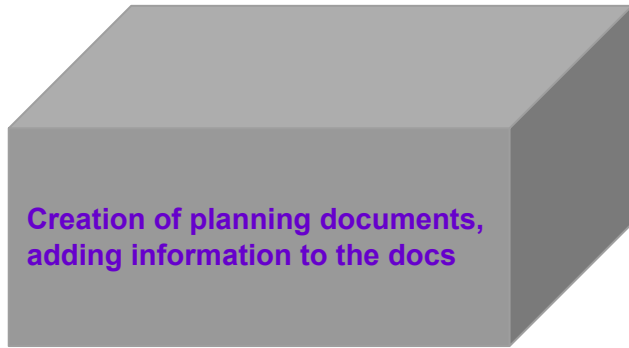 Creation of planning documents,
adding information to the docs